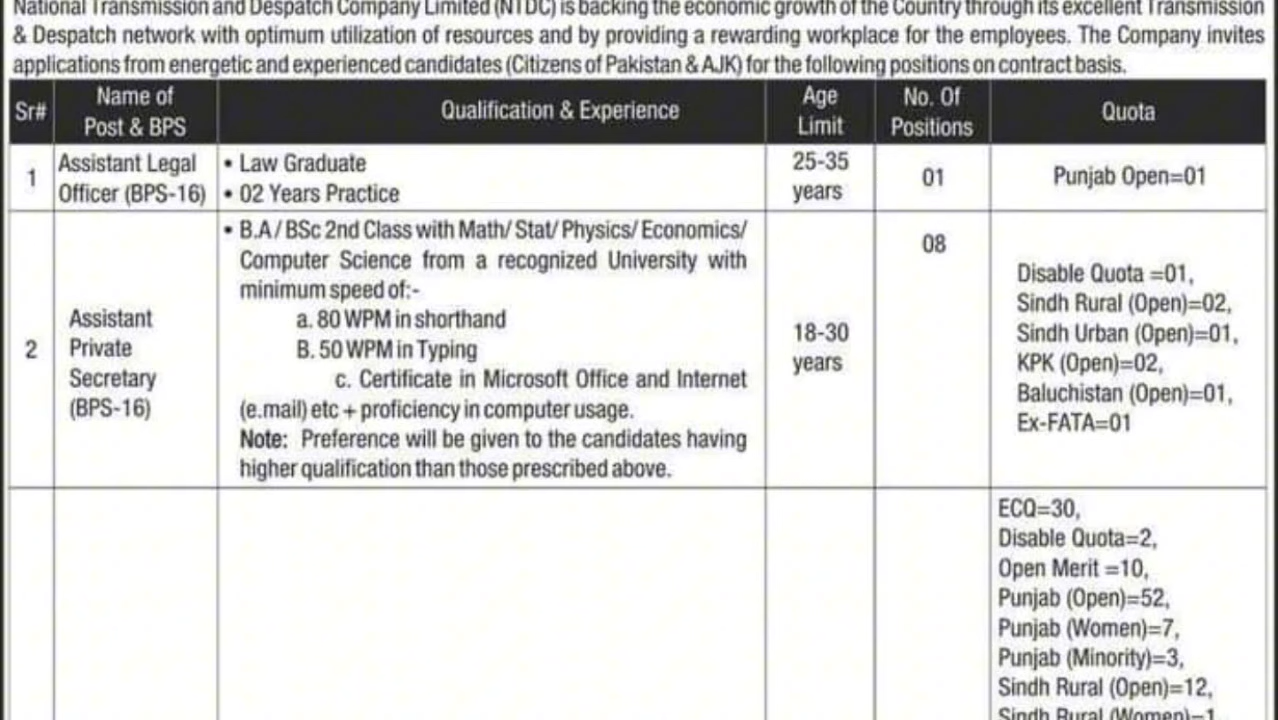 National Transmission and Despatch Company Limited (NTDC) is backing the economic growth of the Country through its excellent Transmission
& Despatch network with optimum utilization of resources and by providing a rewarding workplace for the employees. The Company invites
applications from energetic and experienced candidates (Citizens of Pakistan & AJK) for the following positions on contract basis.
Sr#
Name of
Post & BPS
Qualification & Experience
Age
Limit
No. Of
Positions
Quota
1
Assistant Legal
Officer (BPS-16)
• Law Graduate
• 02 Years Practice
25-35
years
01
Punjab Open=01
2
Assistant
Private
Secretary
(BPS-16)
• B.A / BSc 2nd Class with Math/ Stat/ Physics/ Economics/
Computer Science from a recognized University with
minimum speed of:-
a. 80 WPM in shorthand
B. 50 WPM in Typing
c. Certificate in Microsoft Office and Internet
(e.mail) etc + proficiency in computer usage.
Note: Preference will be given to the candidates having
higher qualification than those prescribed above.
18-30
years
08
Disable Quota =01,
Sindh Rural (Open)=02,
Sindh Urban (Open)=01,
KPK (Open)=02,
Baluchistan (Open)=01,
Ex-FATA=01
ECQ=30,
Disable Quota=2,
Open Merit =10,
Punjab (Open)=52,
Punjab (Women)=7,
Punjab (Minority)=3,
Sindh Rural (Open)=12,
Sindh Rural (Women)=1,